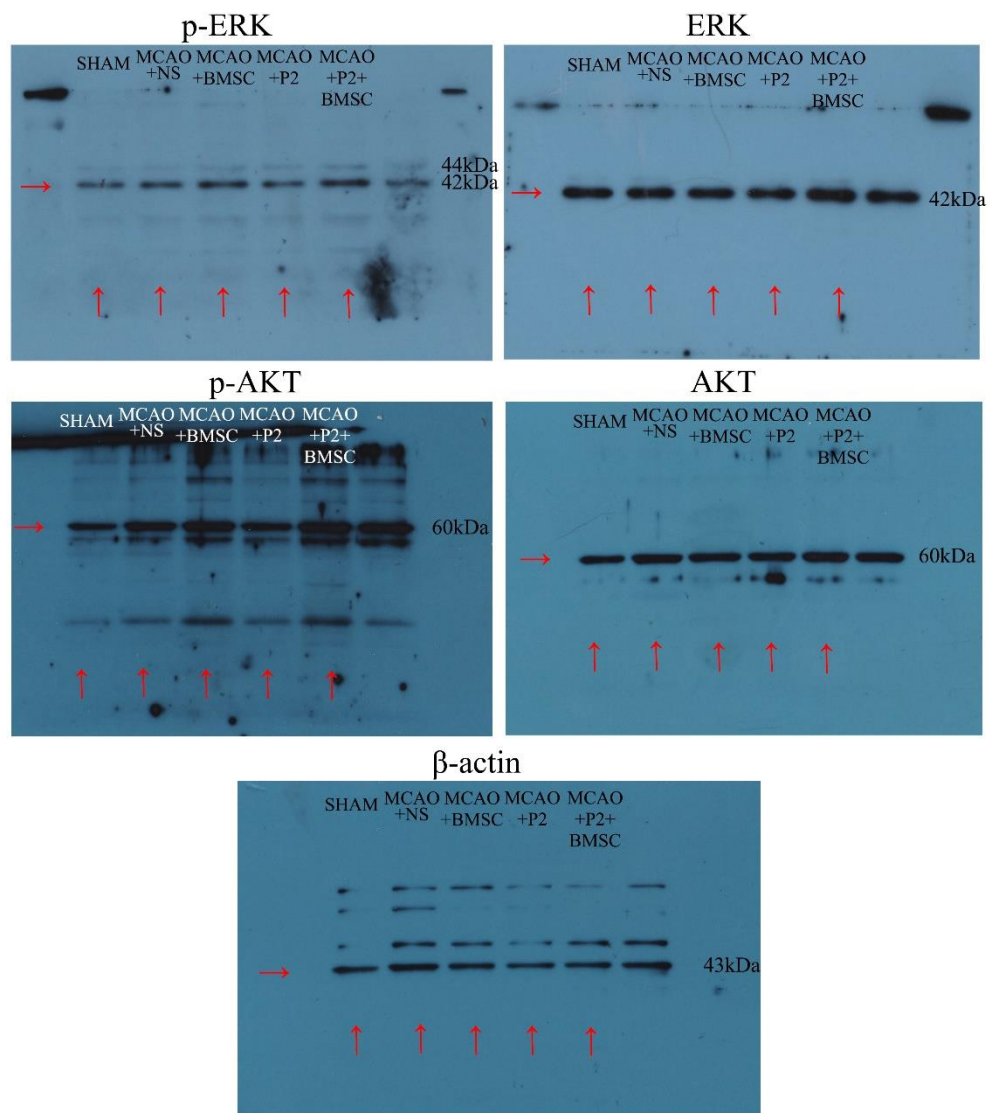 p-ERK
SHAM MCAO MCAO MCAO MCAO
+NS +BMSC +P2 +P2+
BMSC
44kDa
42kDa
ERK
SHAM MCAO MCAO MCAO MCAO
+NS +BMSC +P2 +P2+
BMSC
42kDa
p-AKT
SHAM MCAO MCAO MCAO MCAO
+NS +BMSC +P2 +P2+
BMSC
60kDa
AKT
SHAM MCAO MCAO MCAO MCAO
+NS +BMSC +P2 +P2+
BMSC
60kDa
β-actin
SHAM MCAO MCAO MCAO MCAO
+NS +BMSC +P2 +P2+
BMSC
43kDa